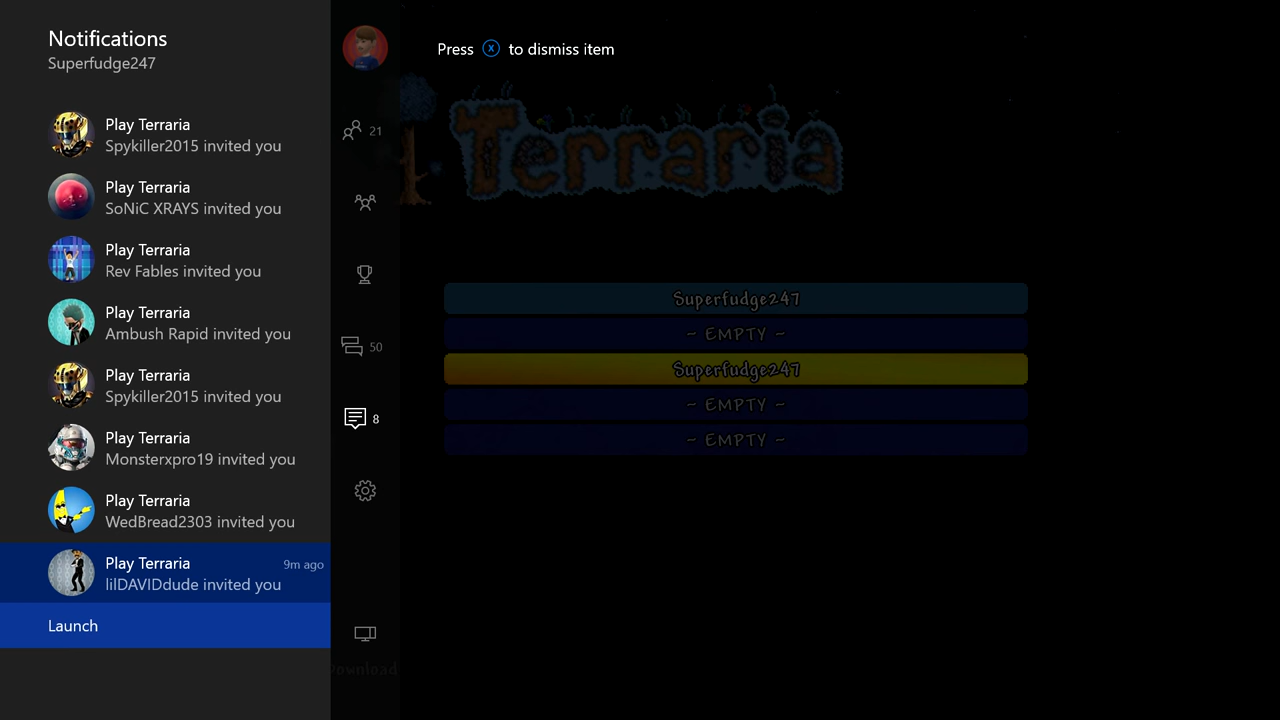 Notifications
Superfudge247
Play Terraria
Spykiller2015 invited you
Play Terraria
SoNiC XRAYS invited you
Play Terraria
Rev Fables invited you
Play Terraria
Ambush Rapid invited you
Play Terraria
Spykiller2015 invited you
Play Terraria
Monsterxpro19 invited you
Play Terraria
WedBread2303 invited you
Play Terraria 9m ago
lilDAVIDdude invited you
Launch
21
50
8
Download
Press X to dismiss item
Terraria
Superfudge247
~ EMPTY ~
Superfudge247
~ EMPTY ~
~ EMPTY ~